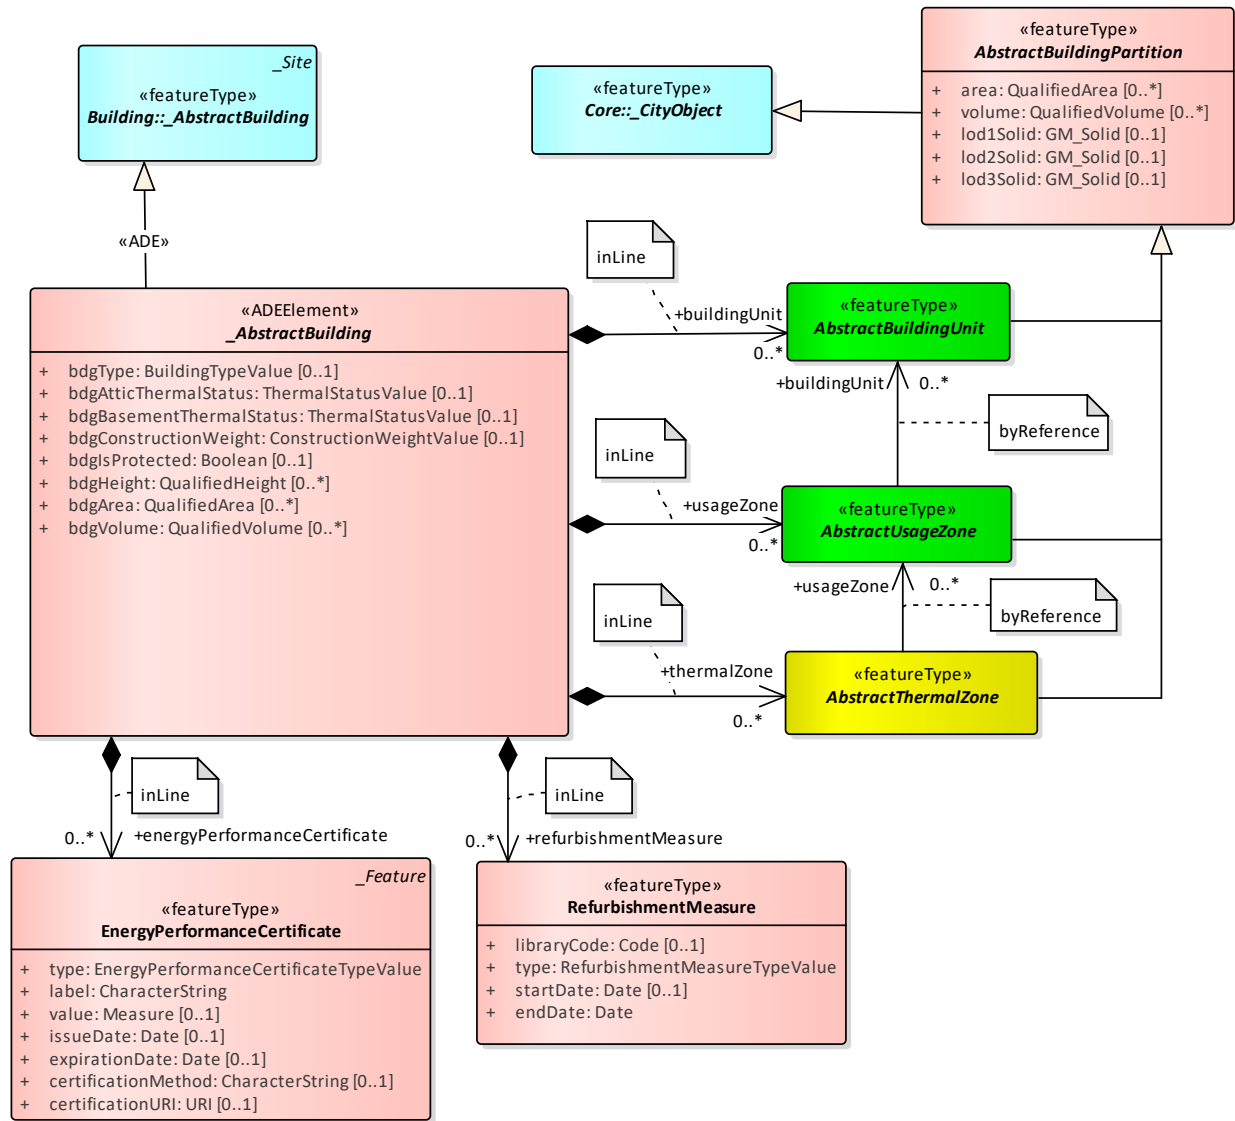 _Site
«featureType»
Building::_AbstractBuilding
«featureType»
Core::_CityObject
«featureType»
AbstractBuildingPartition
+ area: QualifiedArea [0..*]
+ volume: QualifiedVolume [0..*]
+ lod1Solid: GM_Solid [0..1]
+ lod2Solid: GM_Solid [0..1]
+ lod3Solid: GM_Solid [0..1]
«ADE»
«ADEElement»
_AbstractBuilding
+ bdgType: BuildingTypeValue [0..1]
+ bdgAtticThermalStatus: ThermalStatusValue [0..1]
+ bdgBasementThermalStatus: ThermalStatusValue [0..1]
+ bdgConstructionWeight: ConstructionWeightValue [0..1]
+ bdgIsProtected: Boolean [0..1]
+ bdgHeight: QualifiedHeight [0..*]
+ bdgArea: QualifiedArea [0..*]
+ bdgVolume: QualifiedVolume [0..*]
inLine
+buildingUnit
0..*
«featureType»
AbstractBuildingUnit
+buildingUnit
0..*
byReference
inLine
+usageZone
0..*
«featureType»
AbstractUsageZone
+usageZone
0..*
byReference
inLine
+thermalZone
0..*
«featureType»
AbstractThermalZone
inLine
0..*
+energyPerformanceCertificate
inLine
0..*
+refurbishmentMeasure
_Feature
«featureType»
EnergyPerformanceCertificate
+ type: EnergyPerformanceCertificateTypeValue
+ label: CharacterString
+ value: Measure [0..1]
+ issueDate: Date [0..1]
+ expirationDate: Date [0..1]
+ certificationMethod: CharacterString [0..1]
+ certificationURI: URI [0..1]
«featureType»
RefurbishmentMeasure
+ libraryCode: Code [0..1]
+ type: RefurbishmentMeasureTypeValue
+ startDate: Date [0..1]
+ endDate: Date